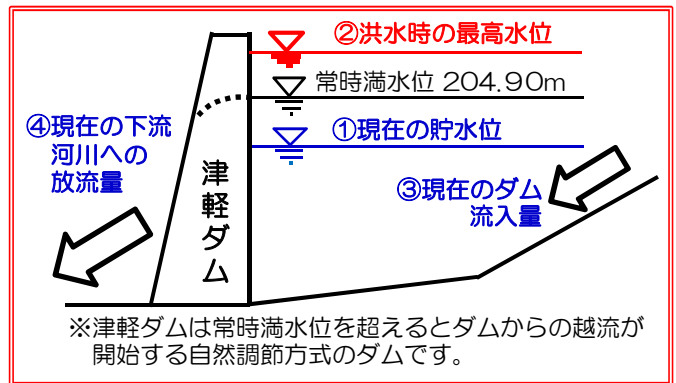 ②洪水時の最高水位
常時満水位 204.90m
④現在の下流
河川への
放流量
①現在の貯水位
津軽ダム
③現在のダム
流入量
※津軽ダムは常時満水位を超えるとダムからの越流が
開始する自然調節方式のダムです。